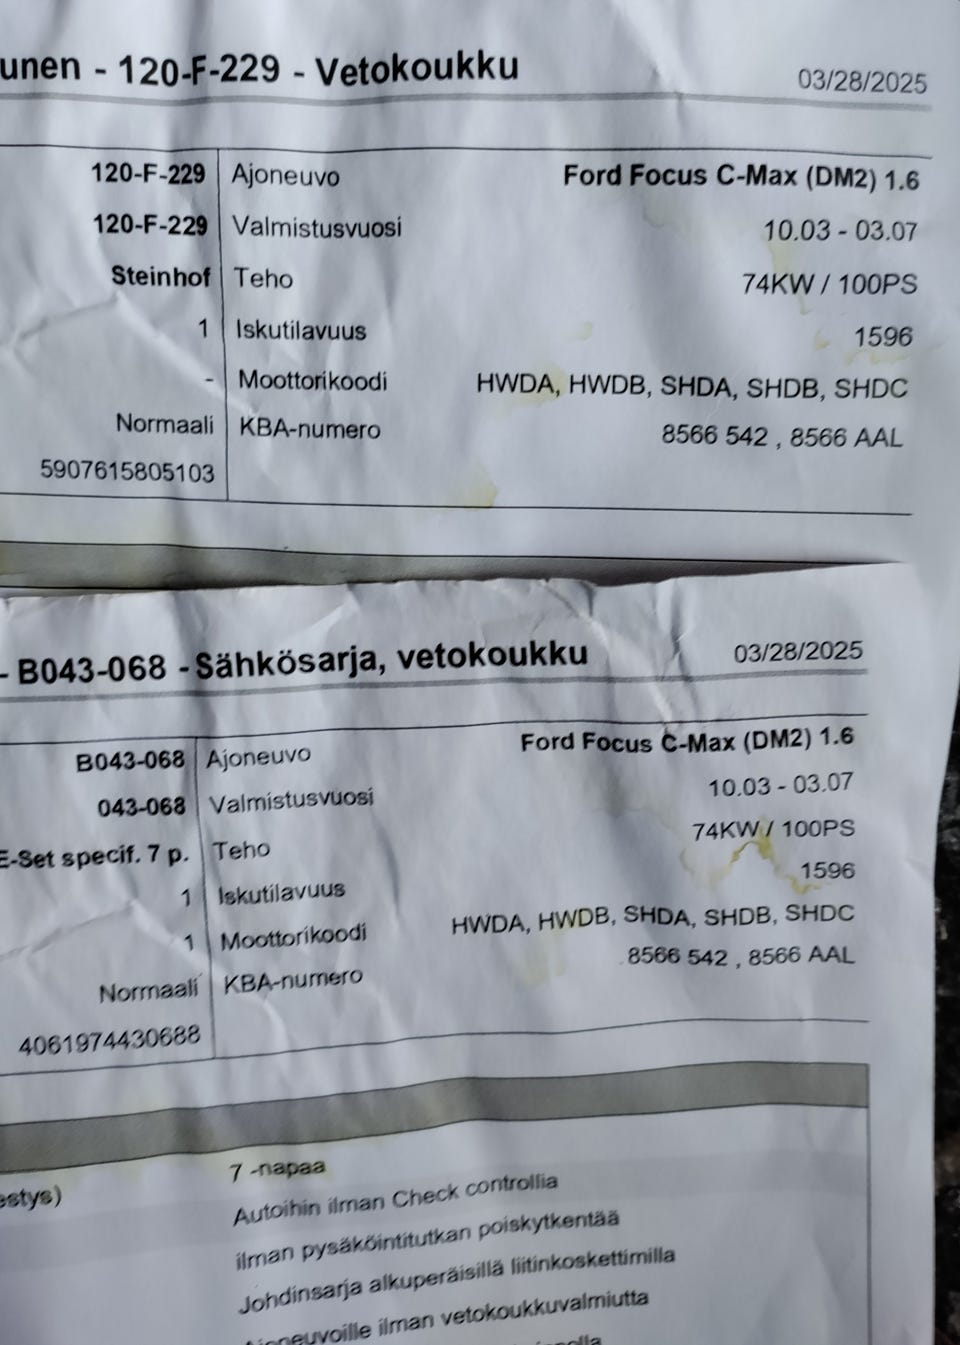 - 120-F-229 - Vetokoukku 03/28/2025
120-F-229 Ajoneuvo Ford Focus C-Max (DM2) 1.6
120-F-229 Valmistusvuosi 10.03 - 03.07
Steinhof Teho 74KW / 100PS
1 Iskutilavuus 1596
- Moottorikoodi HWDA, HWDB, SHDA, SHDB, SHDC
Normaali KBA-numero 8566 542 , 8566 AAL
5907615805103
- B043-068 - Sähkösarja, vetokoukku 03/28/2025
B043-068 Ajoneuvo Ford Focus C-Max (DM2) 1.6
043-068 Valmistusvuosi 10.03 - 03.07
E-Set specif. 7 p. Teho 74KW / 100PS
1 Iskutilavuus 1596
1 Moottorikoodi HWDA, HWDB, SHDA, SHDB, SHDC
Normaali KBA-numero 8566 542 , 8566 AAL
4061974430688
7 -napaa
Autoihin ilman Check controllia
ilman pysäköintitutkan poiskytkentää
Johdinsarja alkuperäisillä liitinkoskettimilla
ilman vetokoukkuvalmiutta